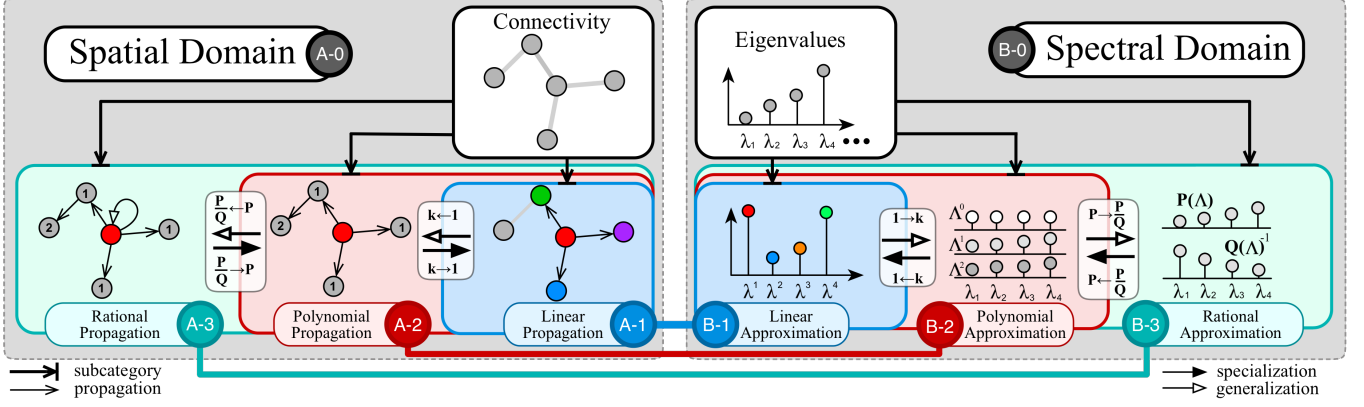 Spatial Domain A-0
Connectivity
Eigenvalues
λ₁ λ₂ λ₃ λ₄ •••
B-0 Spectral Domain
1
2
1
1
P/Q←P
P/Q→P
1
2
1
1
k←1
k→1
λ¹ λ² λ³ λ⁴
1→k
1←k
Λ⁰
Λ¹
Λ²
λ₁ λ₂ λ₃ λ₄
P→P/Q
P←P/Q
P(Λ)
Q(Λ)⁻¹
λ₁ λ₂ λ₃ λ₄
Rational
Propagation
A-3
Polynomial
Propagation
A-2
Linear
Propagation
A-1
B-1
Linear
Approximation
B-2
Polynomial
Approximation
B-3
Rational
Approximation
subcategory
propagation
specialization
generalization